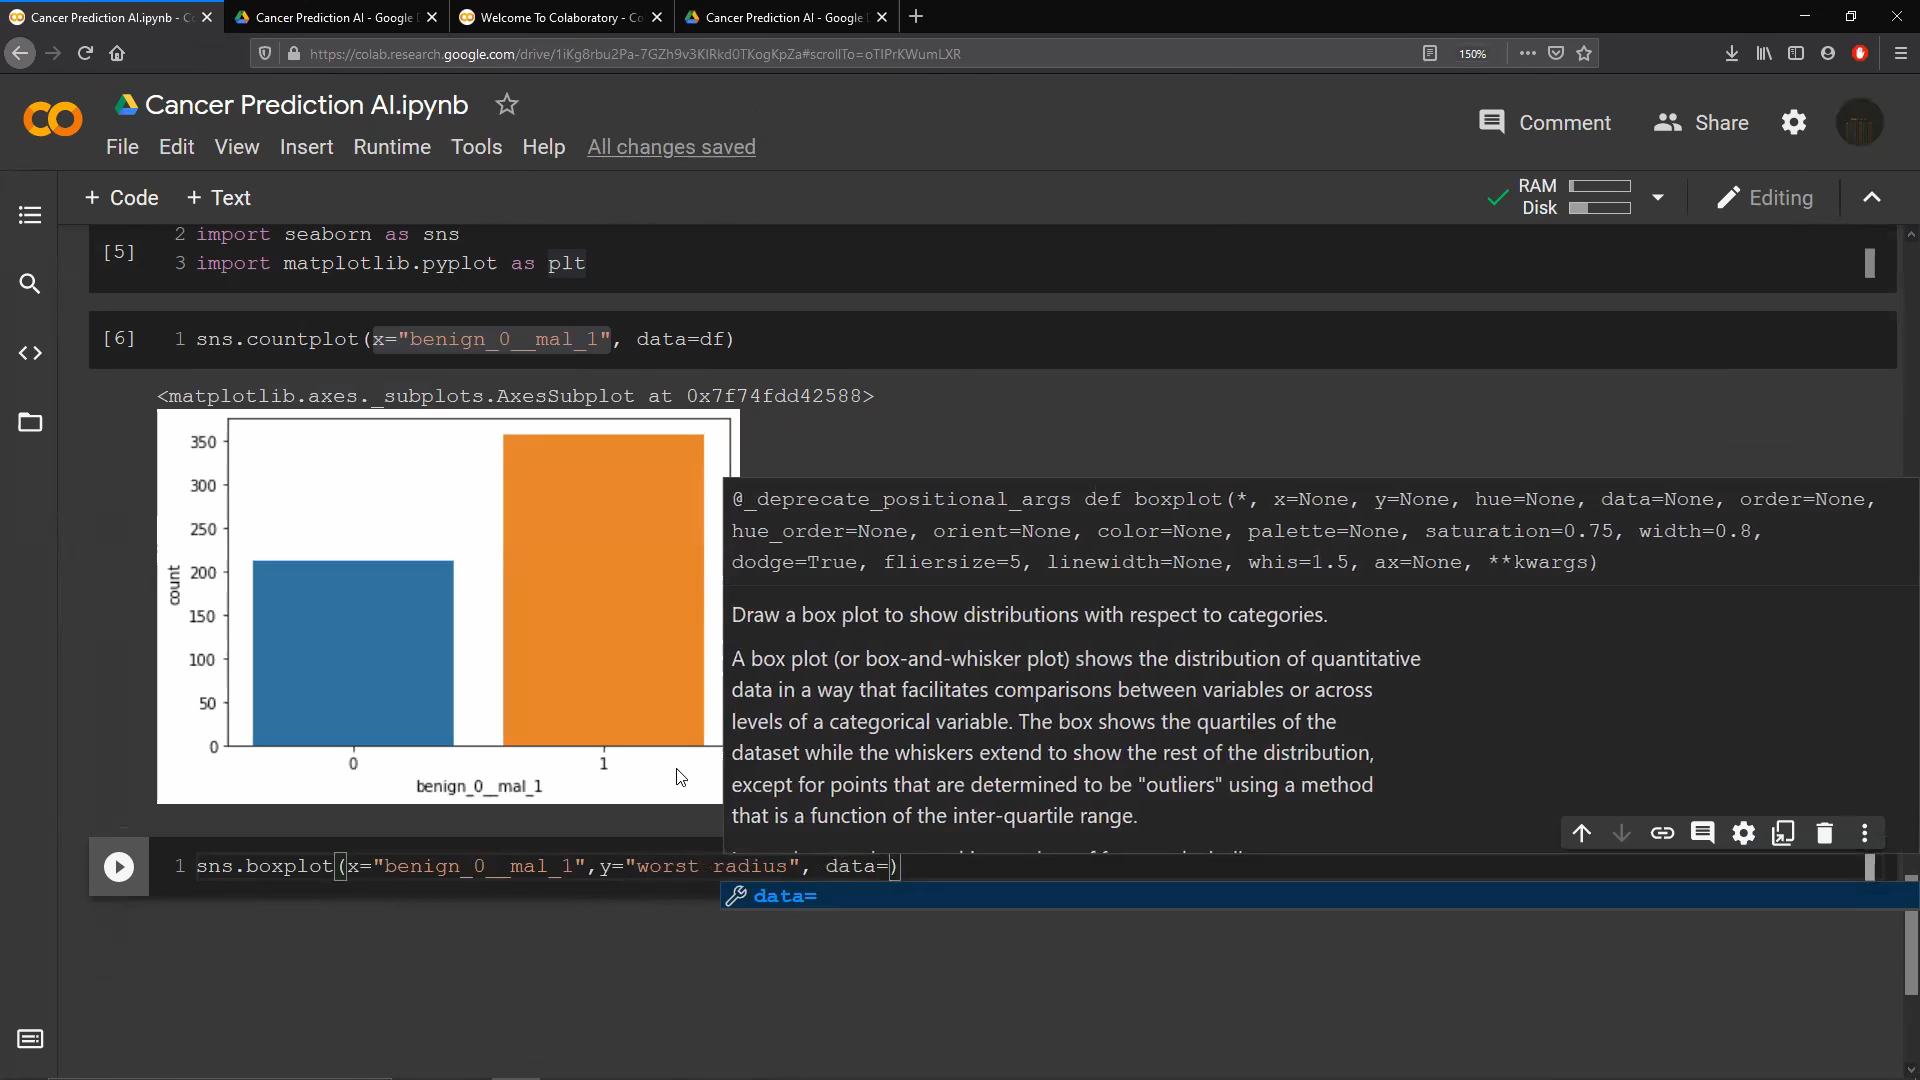 Cancer Prediction AI.ipynb - Co
Cancer Prediction AI - Google D
Welcome To Colaboratory - Co
Cancer Prediction AI - Google D
https://colab.research.google.com/drive/1iKg8rbu2Pa-7GZh9v3KIRkd0TKogKpZa#scrollTo=oTIPrKWumLXR
150%
CO
Cancer Prediction AI.ipynb
Comment
Share
File Edit View Insert Runtime Tools Help All changes saved
+ Code + Text
RAM
Disk
Editing
[5]
2 import seaborn as sns
3 import matplotlib.pyplot as plt
[6]
1 sns.countplot(x="benign_0__mal_1", data=df)
<matplotlib.axes._subplots.AxesSubplot at 0x7f74fdd42588>
350
300
250
200
150
100
50
0
count
0
1
benign_0__mal_1
@_deprecate_positional_args def boxplot(*, x=None, y=None, hue=None, data=None, order=None,
hue_order=None, orient=None, color=None, palette=None, saturation=0.75, width=0.8,
dodge=True, fliersize=5, linewidth=None, whis=1.5, ax=None, **kwargs)
Draw a box plot to show distributions with respect to categories.
A box plot (or box-and-whisker plot) shows the distribution of quantitative
data in a way that facilitates comparisons between variables or across
levels of a categorical variable. The box shows the quartiles of the
dataset while the whiskers extend to show the rest of the distribution,
except for points that are determined to be "outliers" using a method
that is a function of the inter-quartile range.
1 sns.boxplot(x="benign_0__mal_1",y="worst radius", data=)
data=